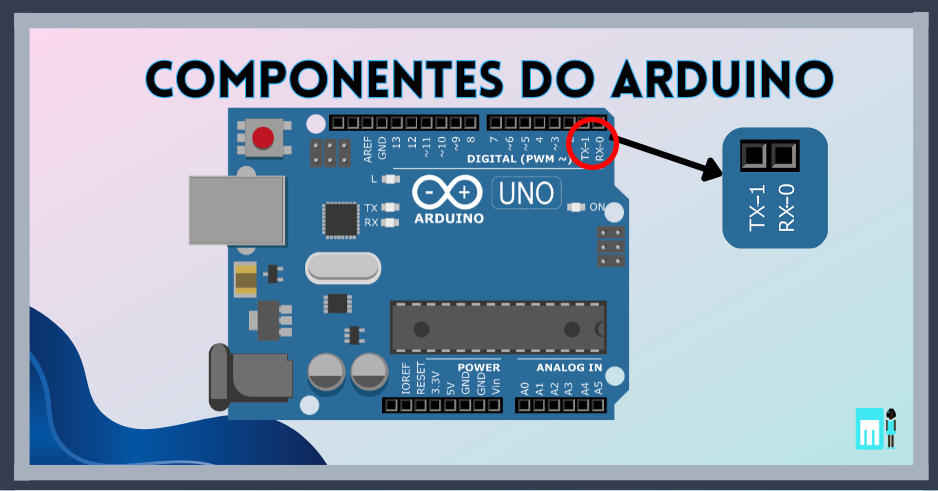 COMPONENTES DO ARDUINO
AREF
GND
13
12
~11
~10
~9
8
7
~6
~5
4
~3
2
TX-1
RX-0
DIGITAL (PWM ~)
L
TX
RX
ARDUINO
UNO
ON
TX-1
RX-0
POWER
ANALOG IN
IOREF
RESET
3.3V
5V
GND
GND
Vin
A0
A1
A2
A3
A4
A5
m